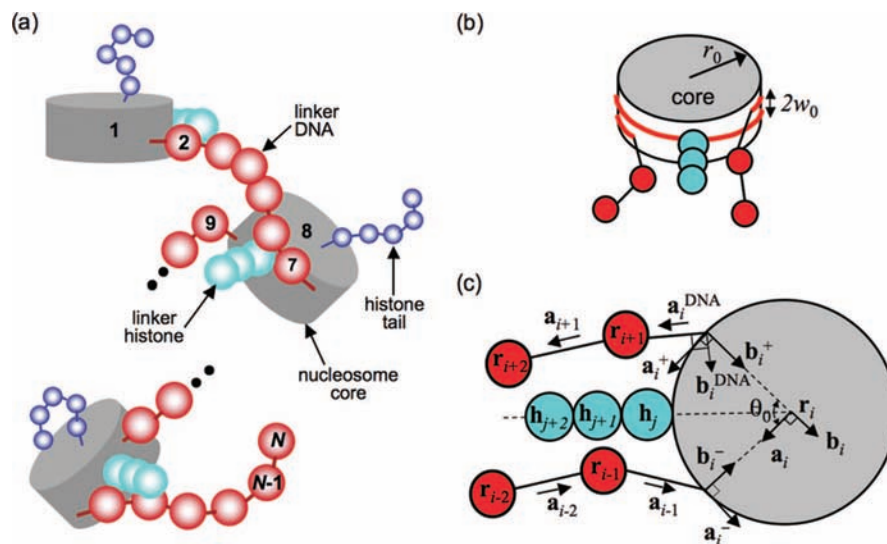 (a)
1
2
linker
DNA
9
8
7
histone
tail
linker
histone
nucleosome
core
N
N-1
(b)
r₀
core
2w₀
(c)
aᵢ₊₁
aᵢᴰᴺᴬ
rᵢ₊₂
rᵢ₊₁
aᵢ⁺
bᵢᴰᴺᴬ
bᵢ⁺
hⱼ₊₂ hⱼ₊₁ hⱼ
θ₀
rᵢ
aᵢ
bᵢ
bᵢ⁻
rᵢ₋₂
rᵢ₋₁
aᵢ₋₂
aᵢ₋₁
aᵢ⁻